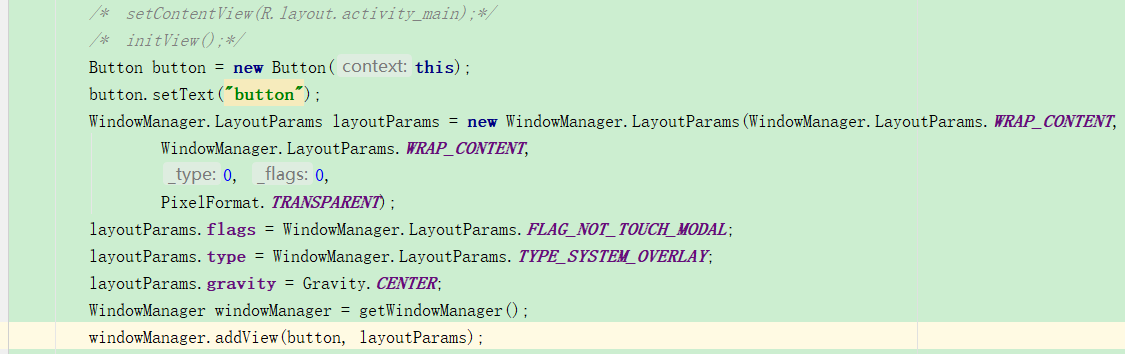 /*  setContentView(R.layout.activity_main);*/
/*  initView();*/
Button button = new Button( context: this);
button.setText("button");
WindowManager.LayoutParams layoutParams = new WindowManager.LayoutParams(WindowManager.LayoutParams.WRAP_CONTENT,
WindowManager.LayoutParams.WRAP_CONTENT,
_type: 0, _flags: 0,
PixelFormat.TRANSPARENT);
layoutParams.flags = WindowManager.LayoutParams.FLAG_NOT_TOUCH_MODAL;
layoutParams.type = WindowManager.LayoutParams.TYPE_SYSTEM_OVERLAY;
layoutParams.gravity = Gravity.CENTER;
WindowManager windowManager = getWindowManager();
windowManager.addView(button, layoutParams);